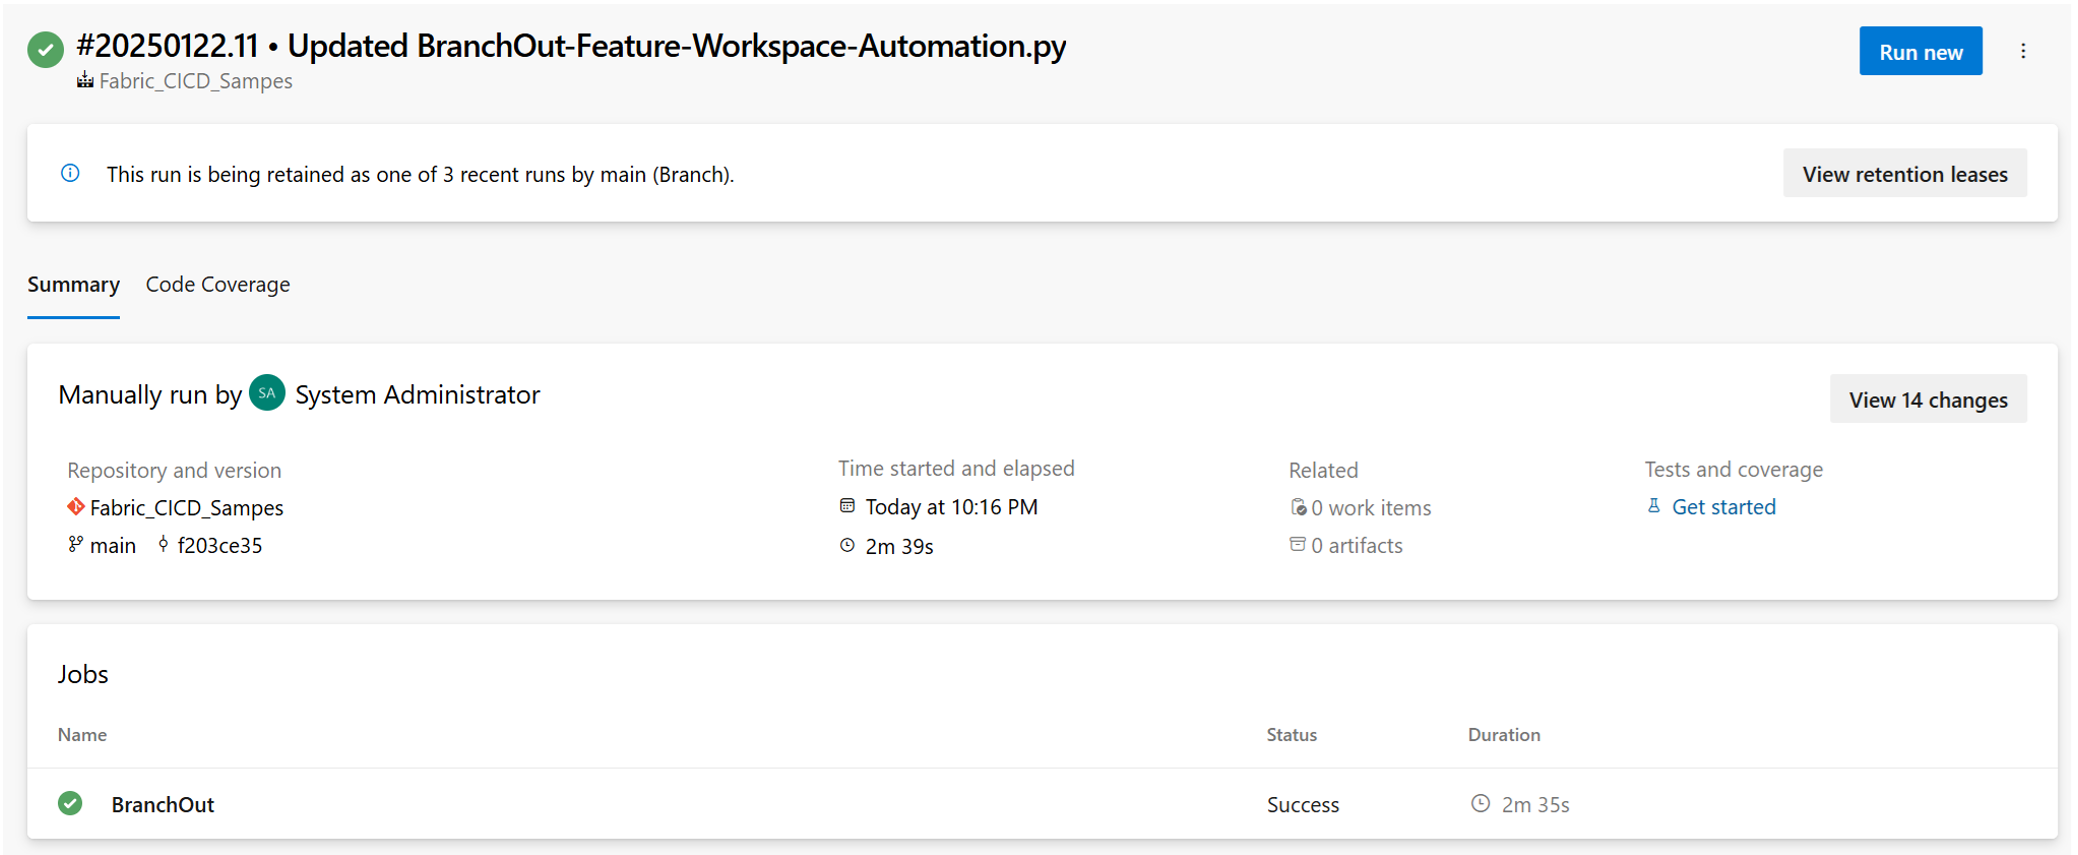 #20250122.11 • Updated BranchOut-Feature-Workspace-Automation.py
Run new
Fabric_CICD_Sampes
This run is being retained as one of 3 recent runs by main (Branch).
View retention leases
Summary
Code Coverage
Manually run by SA System Administrator
View 14 changes
Repository and version
Fabric_CICD_Sampes
main f203ce35
Time started and elapsed
Today at 10:16 PM
2m 39s
Related
0 work items
0 artifacts
Tests and coverage
Get started
Jobs
Name Status Duration
BranchOut Success 2m 35s